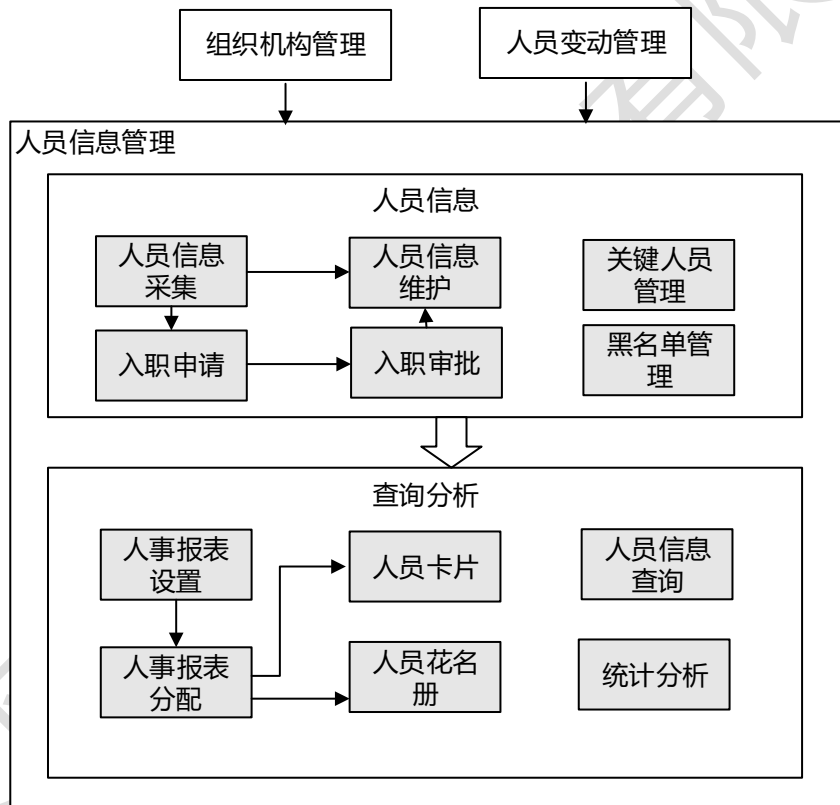 组织机构管理
人员变动管理
人员信息管理
人员信息
人员信息
采集
人员信息
维护
关键人员
管理
入职申请
入职审批
黑名单管
理
查询分析
人事报表
设置
人员卡片
人员信息
查询
人事报表
分配
人员花名
册
统计分析
有限